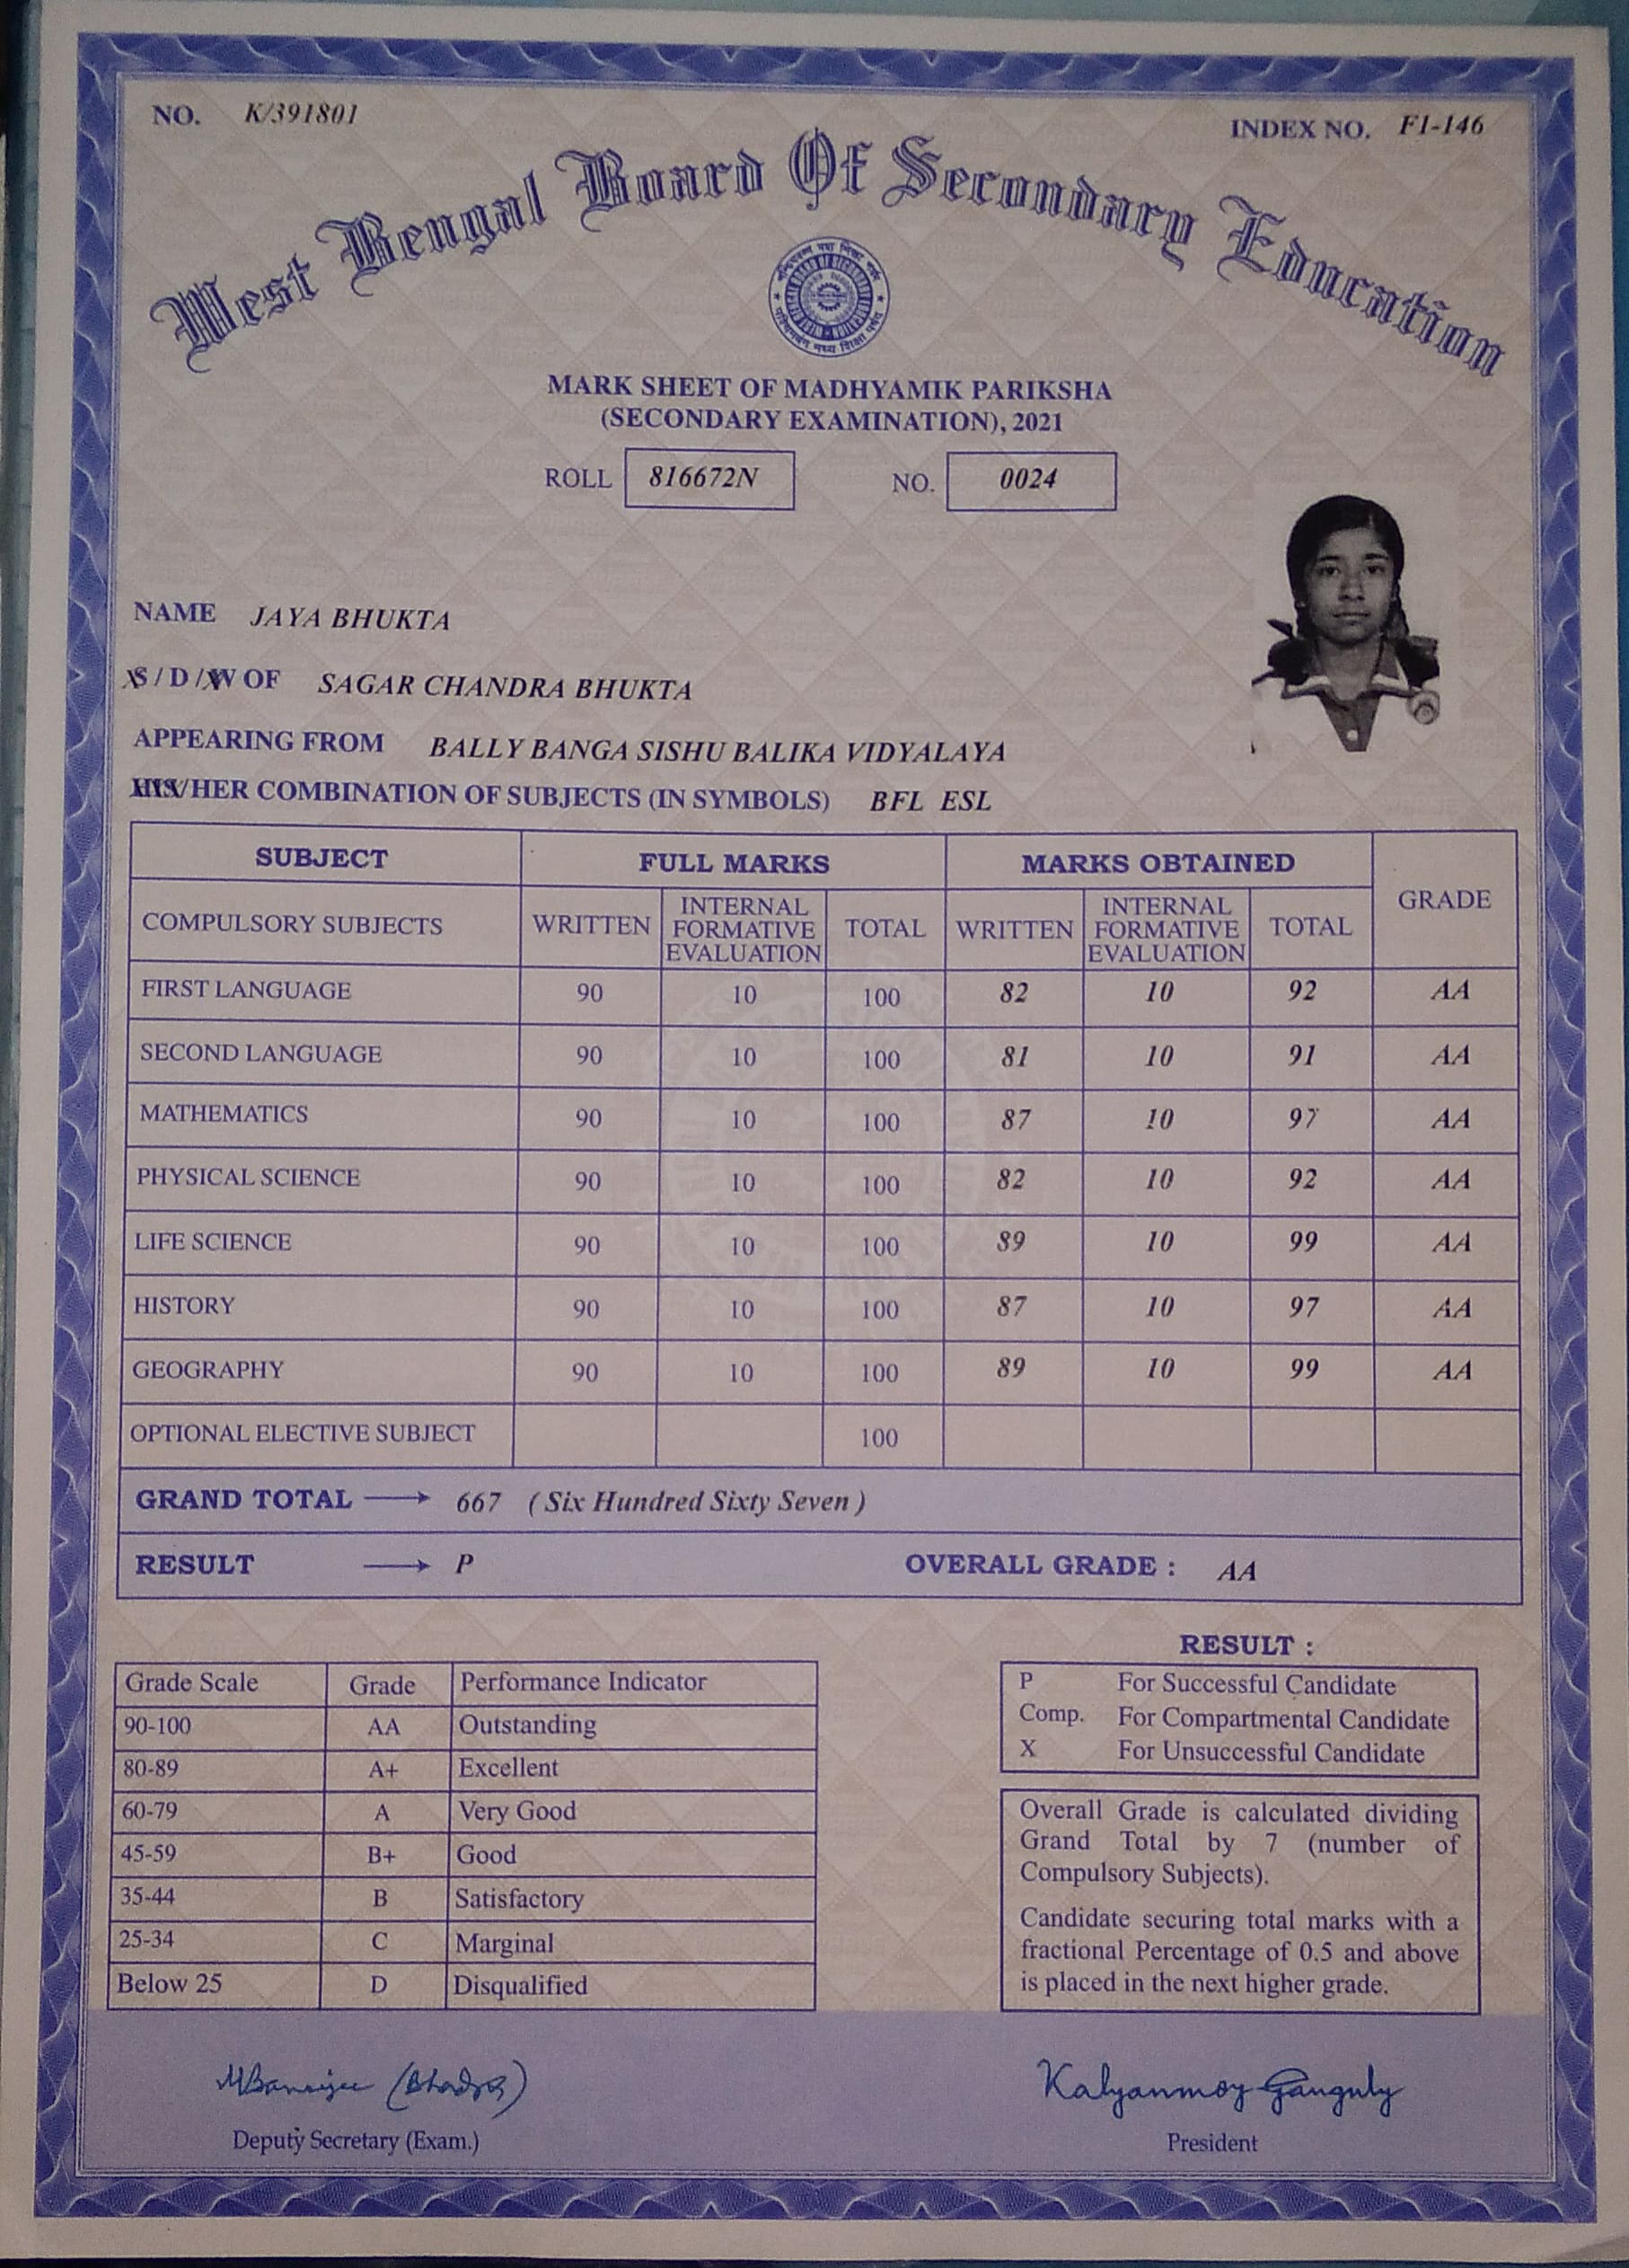 NO. K/391801
INDEX NO. F1-146
West Bengal Board Of Secondary Education
MARK SHEET OF MADHYAMIK PARIKSHA
(SECONDARY EXAMINATION), 2021
ROLL 816672N NO. 0024
NAME JAYA BHUKTA
S / D / W OF SAGAR CHANDRA BHUKTA
APPEARING FROM BALLY BANGA SISHU BALIKA VIDYALAYA
HIS/HER COMBINATION OF SUBJECTS (IN SYMBOLS) BFL ESL
SUBJECT FULL MARKS MARKS OBTAINED GRADE
COMPULSORY SUBJECTS WRITTEN INTERNAL FORMATIVE EVALUATION TOTAL WRITTEN INTERNAL FORMATIVE EVALUATION TOTAL
FIRST LANGUAGE 90 10 100 82 10 92 AA
SECOND LANGUAGE 90 10 100 81 10 91 AA
MATHEMATICS 90 10 100 87 10 97 AA
PHYSICAL SCIENCE 90 10 100 82 10 92 AA
LIFE SCIENCE 90 10 100 89 10 99 AA
HISTORY 90 10 100 87 10 97 AA
GEOGRAPHY 90 10 100 89 10 99 AA
OPTIONAL ELECTIVE SUBJECT 100
GRAND TOTAL → 667 ( Six Hundred Sixty Seven )
RESULT → P OVERALL GRADE : AA
Grade Scale Grade Performance Indicator
90-100 AA Outstanding
80-89 A+ Excellent
60-79 A Very Good
45-59 B+ Good
35-44 B Satisfactory
25-34 C Marginal
Below 25 D Disqualified
RESULT :
P For Successful Candidate
Comp. For Compartmental Candidate
X For Unsuccessful Candidate
Overall Grade is calculated dividing
Grand Total by 7 (number of
Compulsory Subjects).
Candidate securing total marks with a
fractional Percentage of 0.5 and above
is placed in the next higher grade.
MBanerjee (Bhadra)
Deputy Secretary (Exam.)
Kalyanmoy Ganguly
President